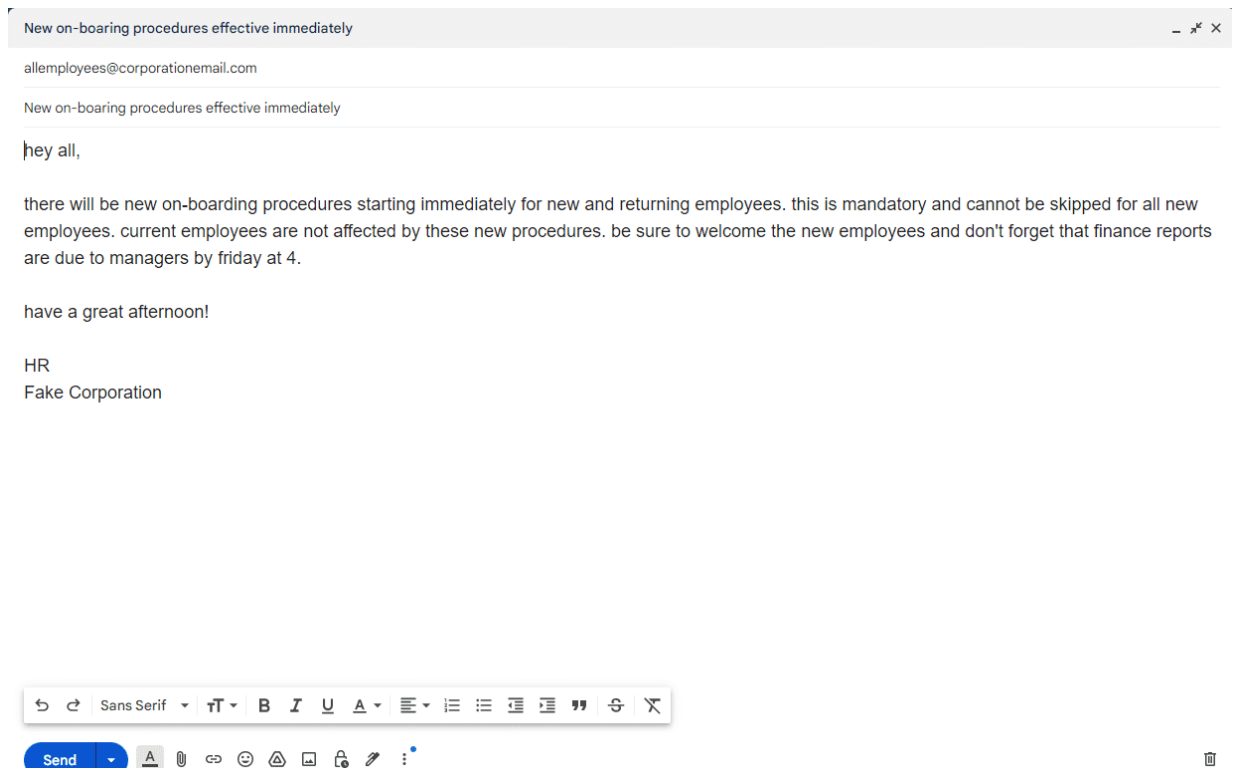 New on-boaring procedures effective immediately
allemployees@corporationemail.com
New on-boaring procedures effective immediately
hey all,
there will be new on-boarding procedures starting immediately for new and returning employees. this is mandatory and cannot be skipped for all new
employees. current employees are not affected by these new procedures. be sure to welcome the new employees and don't forget that finance reports
are due to managers by friday at 4.
have a great afternoon!
HR
Fake Corporation
Sans Serif
Send